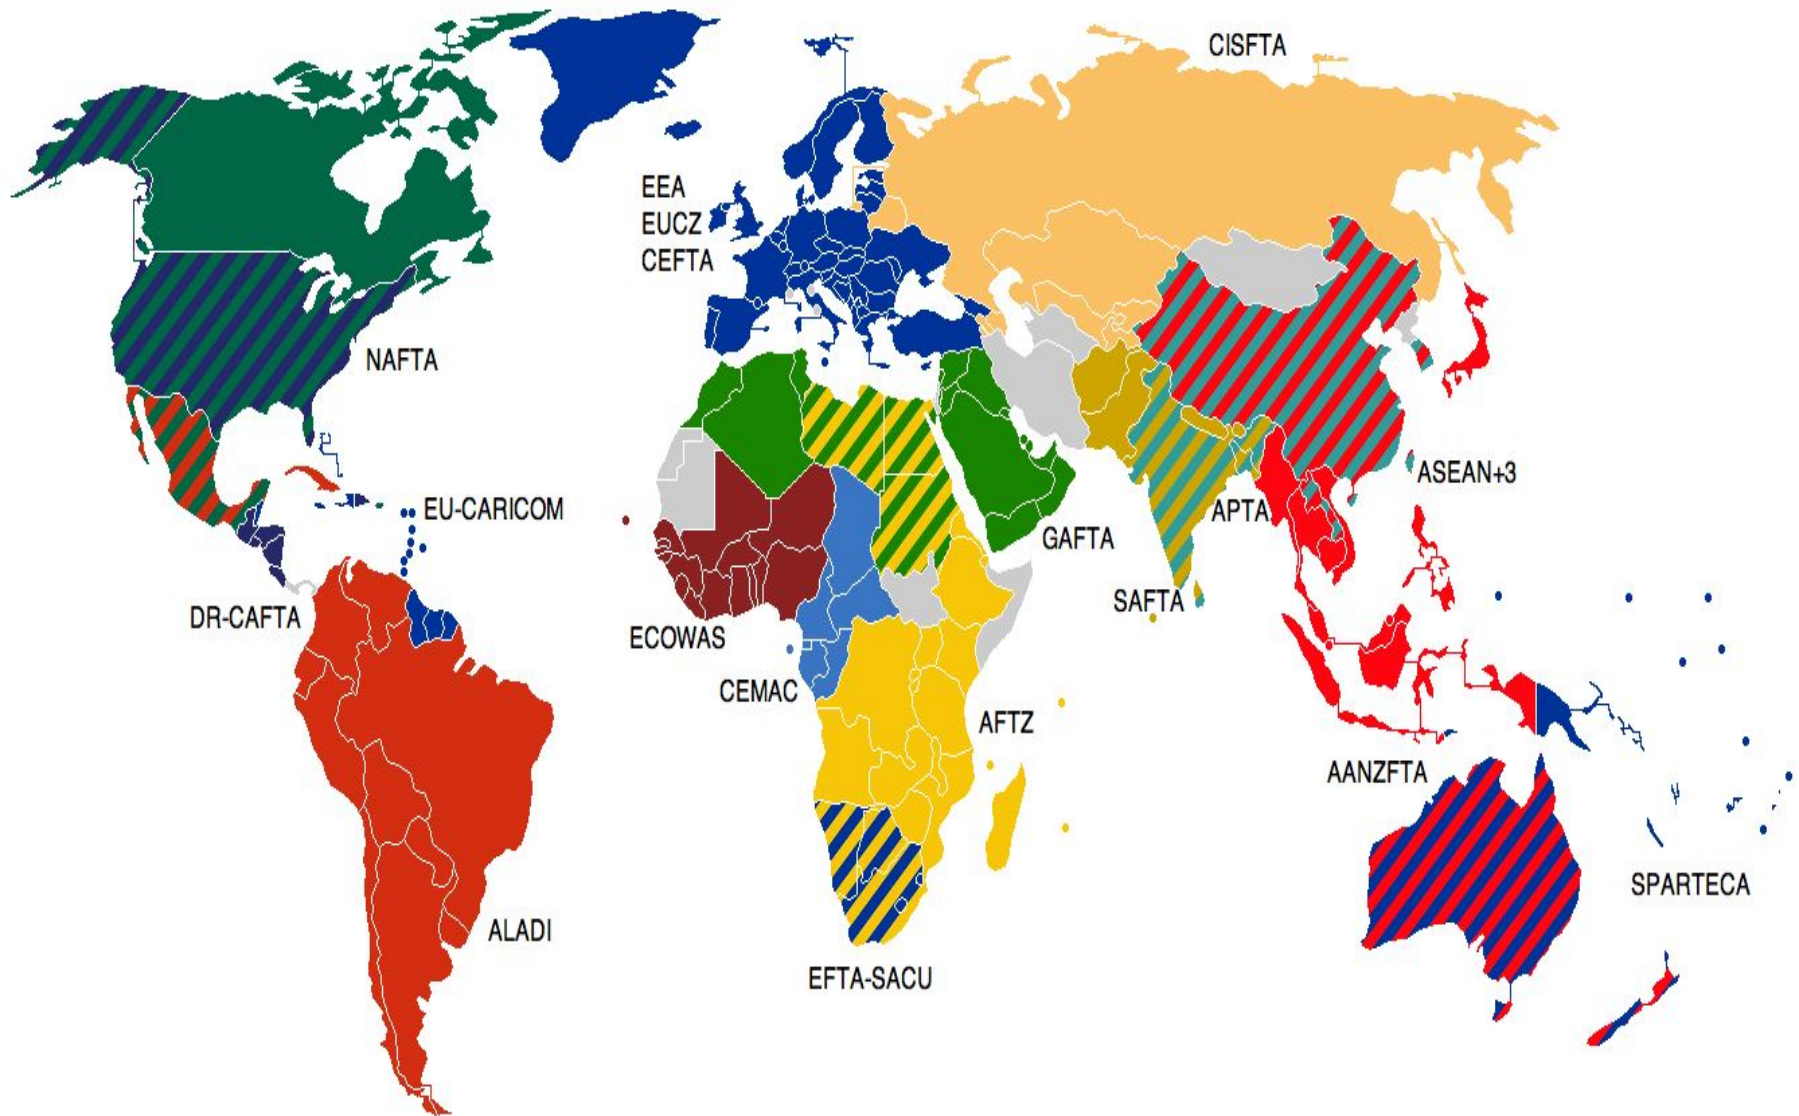 CISFTA
EEA
EUCZ
CEFTA
NAFTA
ASEAN+3
EU-CARICOM
APTA
GAFTA
SAFTA
DR-CAFTA
ECOWAS
CEMAC
AFTZ
AANZFTA
SPARTECA
ALADI
EFTA-SACU